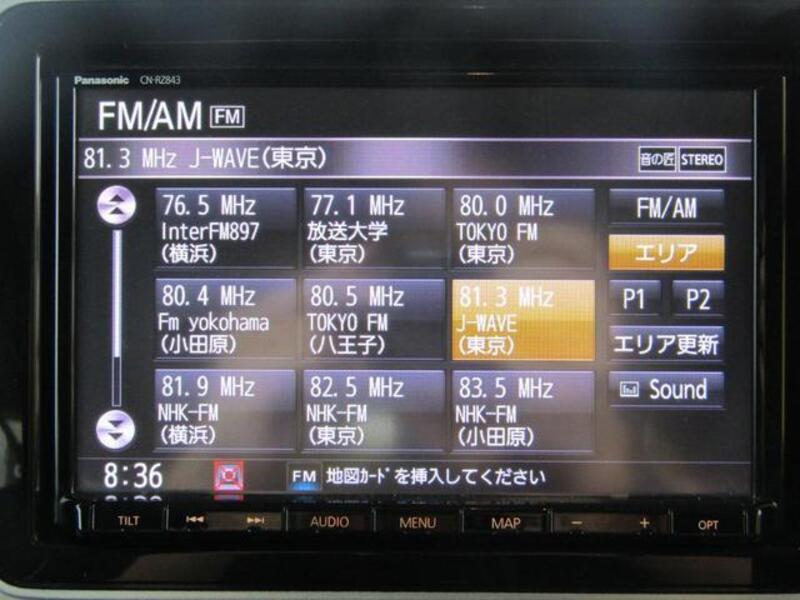 Panasonic CN-RZ843
FM/AM FM
81.3 MHz J-WAVE(東京) 音の匠 STEREO
76.5 MHz
InterFM897
(横浜)
77.1 MHz
放送大学
(東京)
80.0 MHz
TOKYO FM
(東京)
FM/AM
エリア
80.4 MHz
Fm yokohama
(小田原)
80.5 MHz
TOKYO FM
(八王子)
81.3 MHz
J-WAVE
(東京)
P1 P2
エリア更新
81.9 MHz
NHK-FM
(横浜)
82.5 MHz
NHK-FM
(東京)
83.5 MHz
NHK-FM
(小田原)
Sound
8:36 FM 地図ｶｰﾄﾞを挿入してください
TILT AUDIO MENU MAP − + OPT